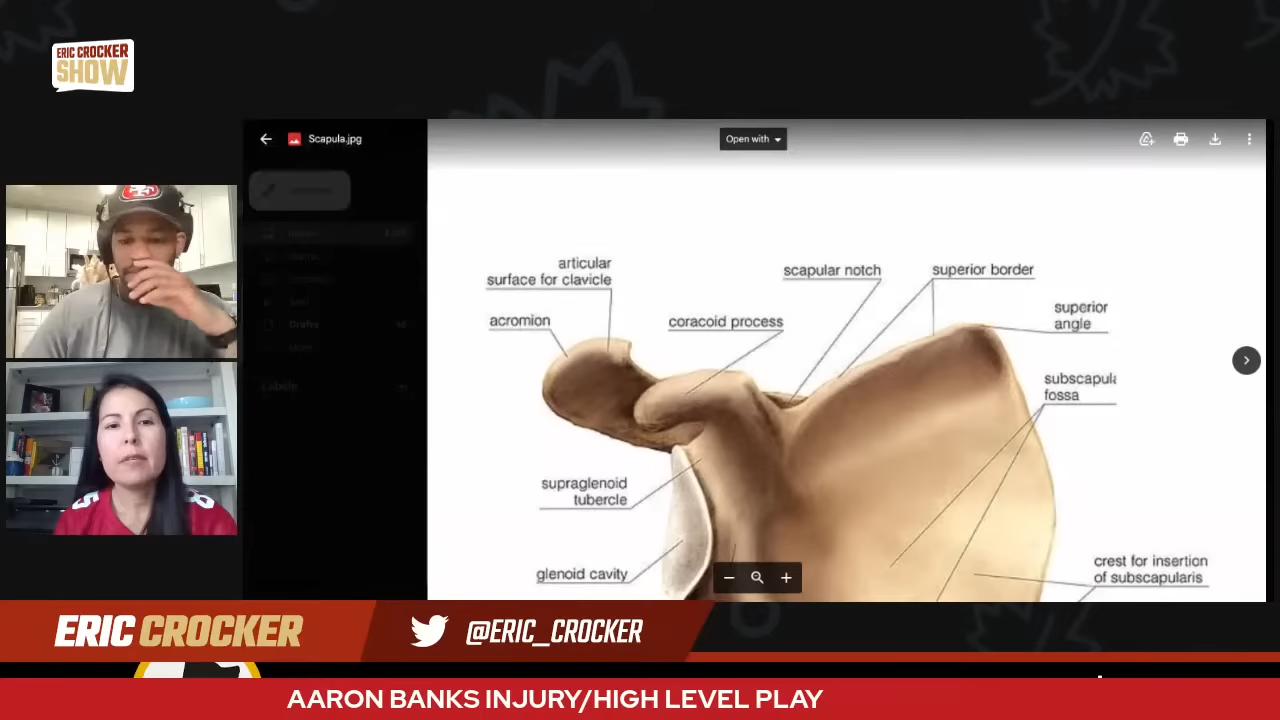 ERIC CROCKER
SHOW
Scapula.jpg
Open with
articular
surface for clavicle
scapular notch
superior border
superior
angle
acromion
coracoid process
subscapula
fossa
supraglenoid
tubercle
glenoid cavity
crest for insertion
of subscapularis
Drafts
Labels
ERIC CROCKER
@ERIC_CROCKER
AARON BANKS INJURY/HIGH LEVEL PLAY